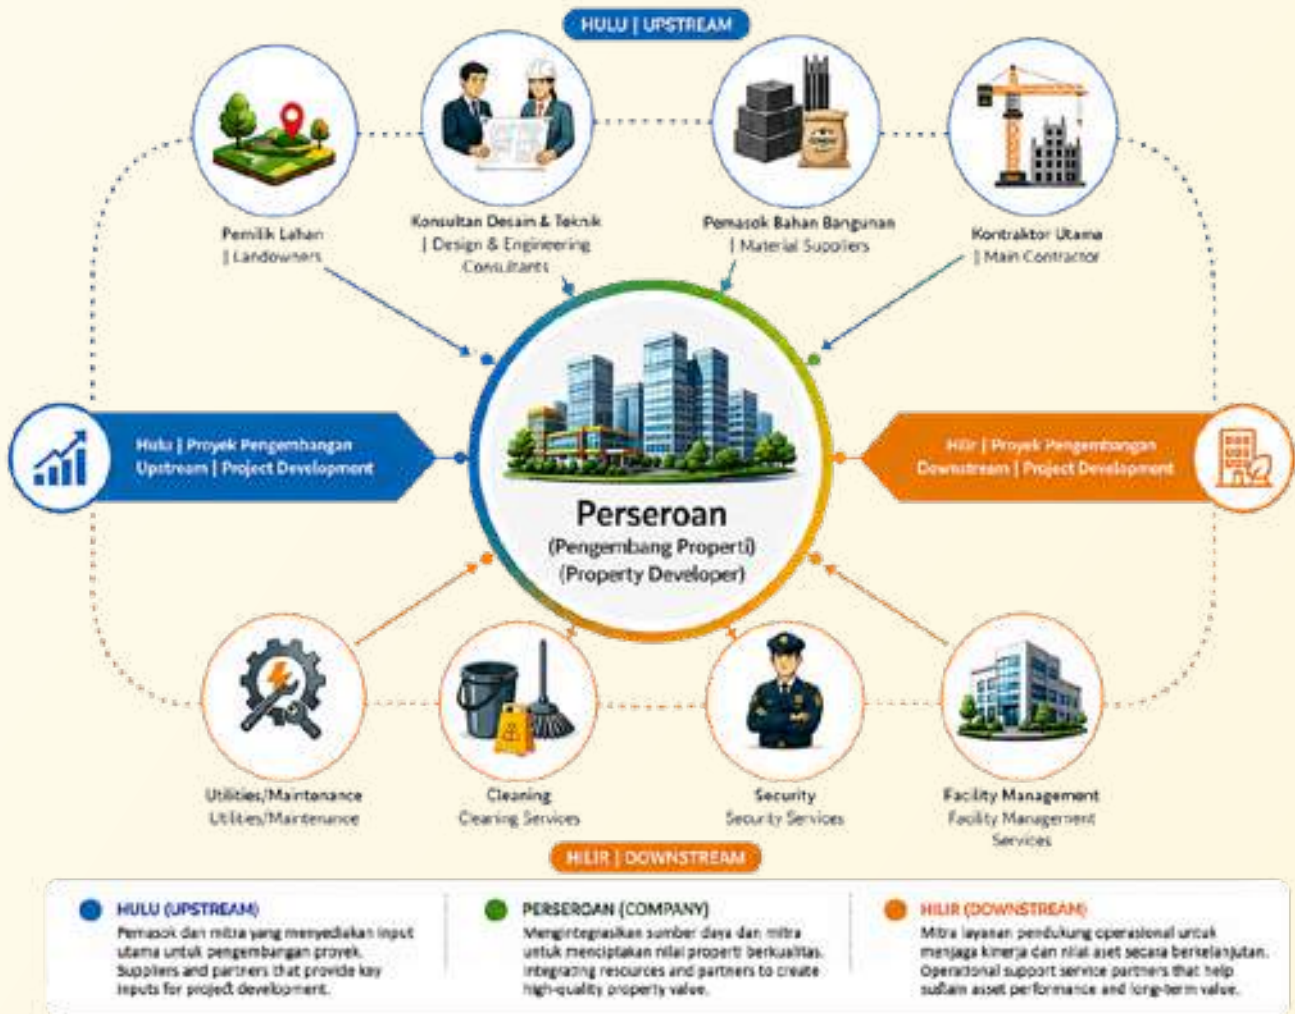 HULU | UPSTREAM
Pemilik Lahan
| Landowners
Konsultan Desain & Teknik
| Design & Engineering
Consultants
Pemasok Bahan Bangunan
| Material Suppliers
Kontraktor Utama
| Main Contractor
Hulu | Proyek Pengembangan
Upstream | Project Development
Hilir | Proyek Pengembangan
Downstream | Project Development
Perseroan
(Pengembang Properti)
(Property Developer)
Utilities/Maintenance
Utilities/Maintenance
Cleaning
Cleaning Services
Security
Security Services
Facility Management
Facility Management
Services
HILIR | DOWNSTREAM
HULU (UPSTREAM)
Pemasok dan mitra yang menyediakan input
utama untuk pengembangan proyek.
Suppliers and partners that provide key
inputs for project development.
PERSEROAN (COMPANY)
Mengintegrasikan sumber daya dan mitra
untuk menciptakan nilai properti berkualitas.
Integrating resources and partners to create
high-quality property value.
HILIR (DOWNSTREAM)
Mitra layanan pendukung operasional untuk
menjaga kinerja dan nilai aset secara berkelanjutan.
Operational support service partners that help
sustain asset performance and long-term value.